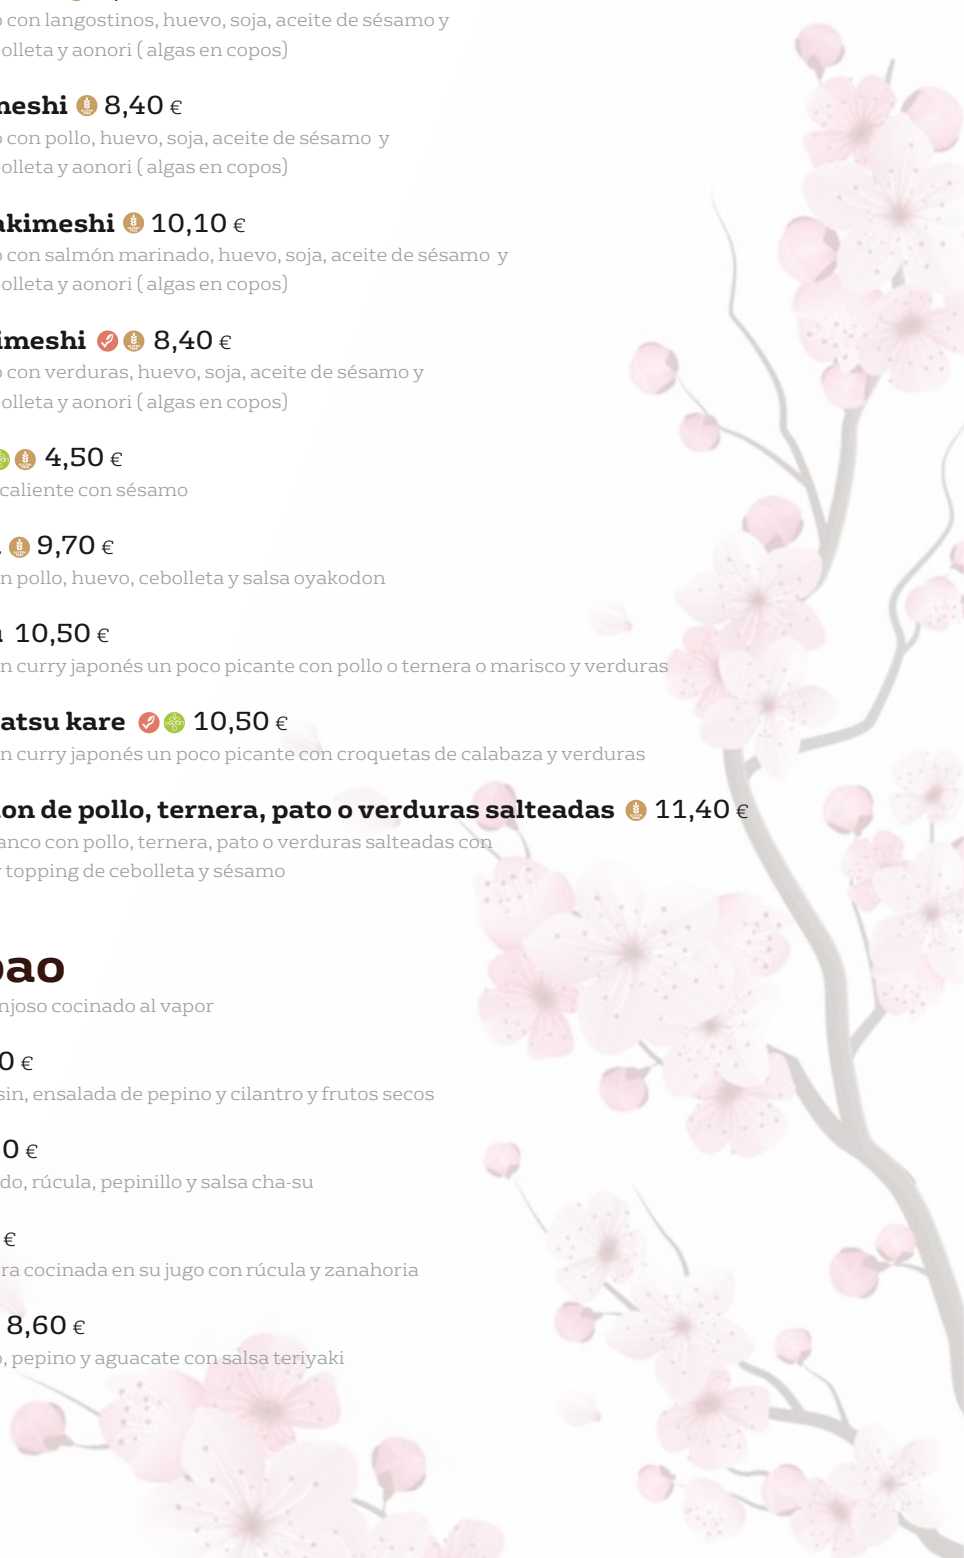 o con langostinos, huevo, soja, aceite de sésamo y
olleta y aonori ( algas en copos)
meshi 8,40 €
o con pollo, huevo, soja, aceite de sésamo y
olleta y aonori ( algas en copos)
akimeshi 10,10 €
o con salmón marinado, huevo, soja, aceite de sésamo y
olleta y aonori ( algas en copos)
imeshi 8,40 €
o con verduras, huevo, soja, aceite de sésamo y
olleta y aonori ( algas en copos)
4,50 €
caliente con sésamo
9,70 €
n pollo, huevo, cebolleta y salsa oyakodon
10,50 €
n curry japonés un poco picante con pollo o ternera o marisco y verduras
atsu kare 10,50 €
n curry japonés un poco picante con croquetas de calabaza y verduras
on de pollo, ternera, pato o verduras salteadas 11,40 €
anco con pollo, ternera, pato o verduras salteadas con
topping de cebolleta y sésamo
bao
njoso cocinado al vapor
0 €
sin, ensalada de pepino y cilantro y frutos secos
0 €
do, rúcula, pepinillo y salsa cha-su
€
ra cocinada en su jugo con rúcula y zanahoria
8,60 €
o, pepino y aguacate con salsa teriyaki